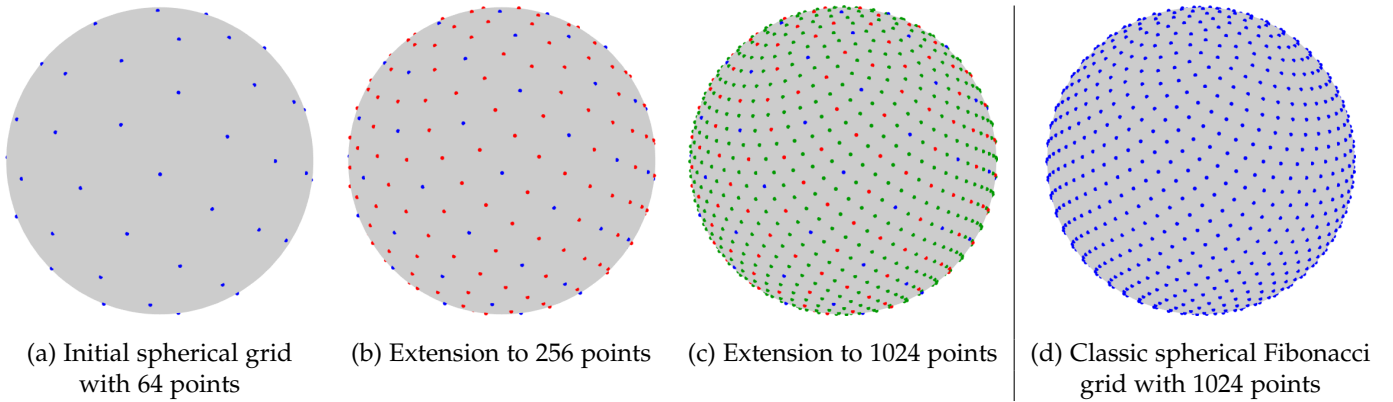 (a) Initial spherical grid
with 64 points
(b) Extension to 256 points
(c) Extension to 1024 points
(d) Classic spherical Fibonacci
grid with 1024 points